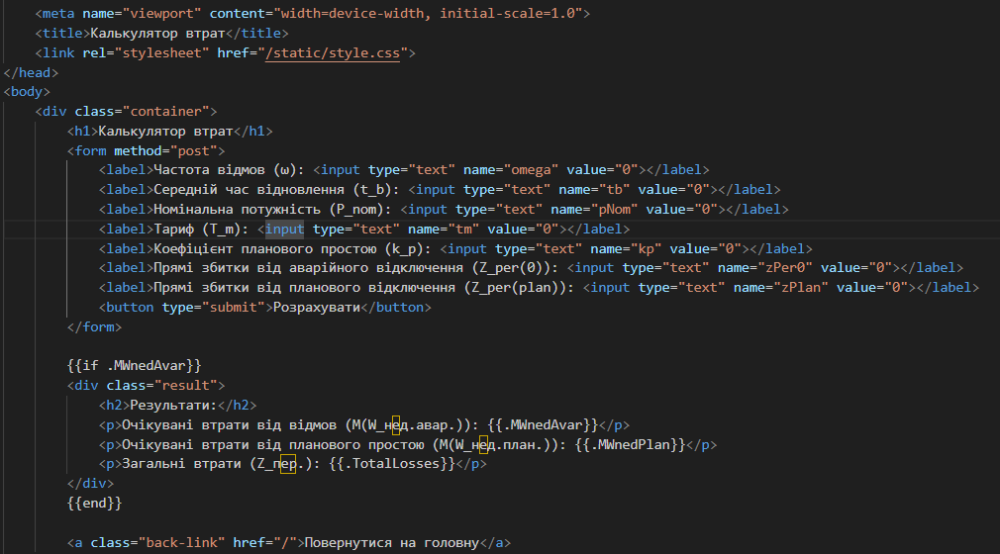 <meta name="viewport" content="width=device-width, initial-scale=1.0">
<title>Калькулятор втрат</title>
<link rel="stylesheet" href="/static/style.css">
</head>
<body>
<div class="container">
<h1>Калькулятор втрат</h1>
<form method="post">
<label>Частота відмов (ω): <input type="text" name="omega" value="0"></label>
<label>Середній час відновлення (t_b): <input type="text" name="tb" value="0"></label>
<label>Номінальна потужність (P_nom): <input type="text" name="pNom" value="0"></label>
<label>Тариф (T_m): <input type="text" name="tm" value="0"></label>
<label>Коефіцієнт планового простою (k_p): <input type="text" name="kp" value="0"></label>
<label>Прямі збитки від аварійного відключення (Z_per(0)): <input type="text" name="zPer0" value="0"></label>
<label>Прямі збитки від планового відключення (Z_per(plan)): <input type="text" name="zPlan" value="0"></label>
<button type="submit">Розрахувати</button>
</form>
{{if .MWnedAvar}}
<div class="result">
<h2>Результати:</h2>
<p>Очікувані втрати від відмов (M(W_нед.авар.)): {{.MWnedAvar}}</p>
<p>Очікувані втрати від планового простою (M(W_нед.план.)): {{.MWnedPlan}}</p>
<p>Загальні втрати (Z_пер.): {{.TotalLosses}}</p>
</div>
{{end}}
<a class="back-link" href="/">Повернутися на головну</a>